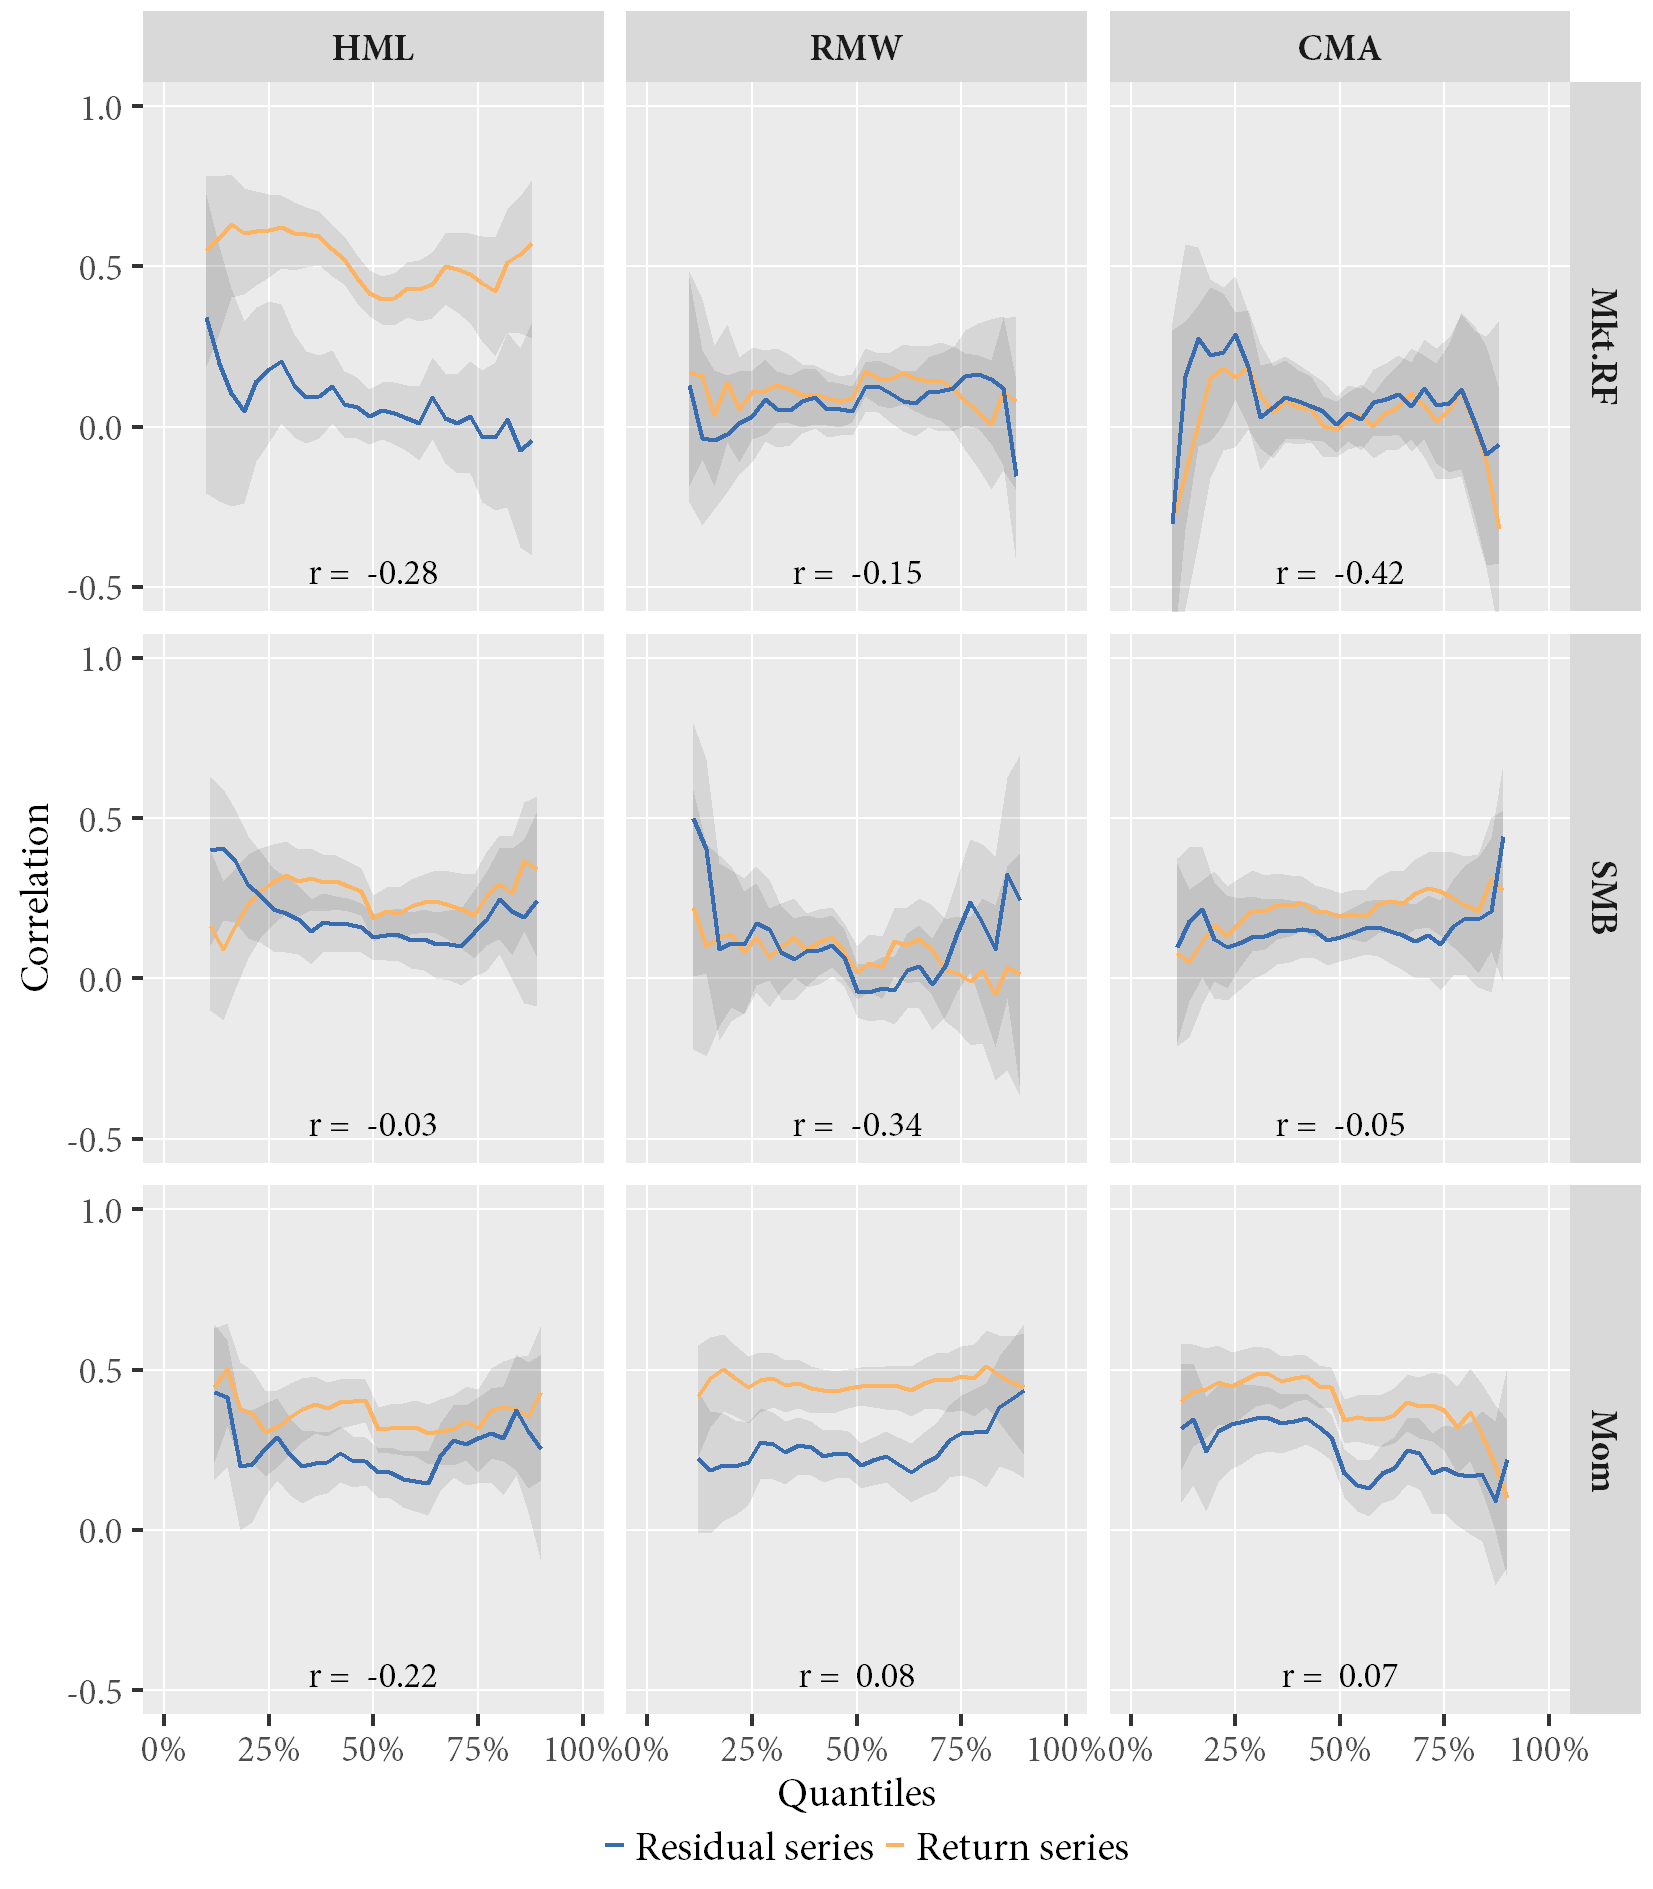 HML RMW CMA
1.0
0.5
0.0
-0.5
r = -0.28 r = -0.15 r = -0.42
Mkt.RF
1.0
0.5
0.0
-0.5
r = -0.03 r = -0.34 r = -0.05
SMB
Correlation
1.0
0.5
0.0
-0.5
r = -0.22 r = 0.08 r = 0.07
Mom
0% 25% 50% 75% 100% 0% 25% 50% 75% 100% 0% 25% 50% 75% 100%
Quantiles
Residual series Return series